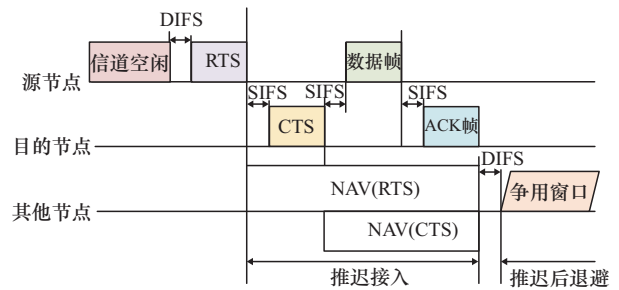 DIFS
信道空闲
RTS
数据帧
源节点
SIFS
SIFS
SIFS
CTS
ACK帧
目的节点
DIFS
NAV(RTS)
争用窗口
其他节点
NAV(CTS)
推迟接入
推迟后退避